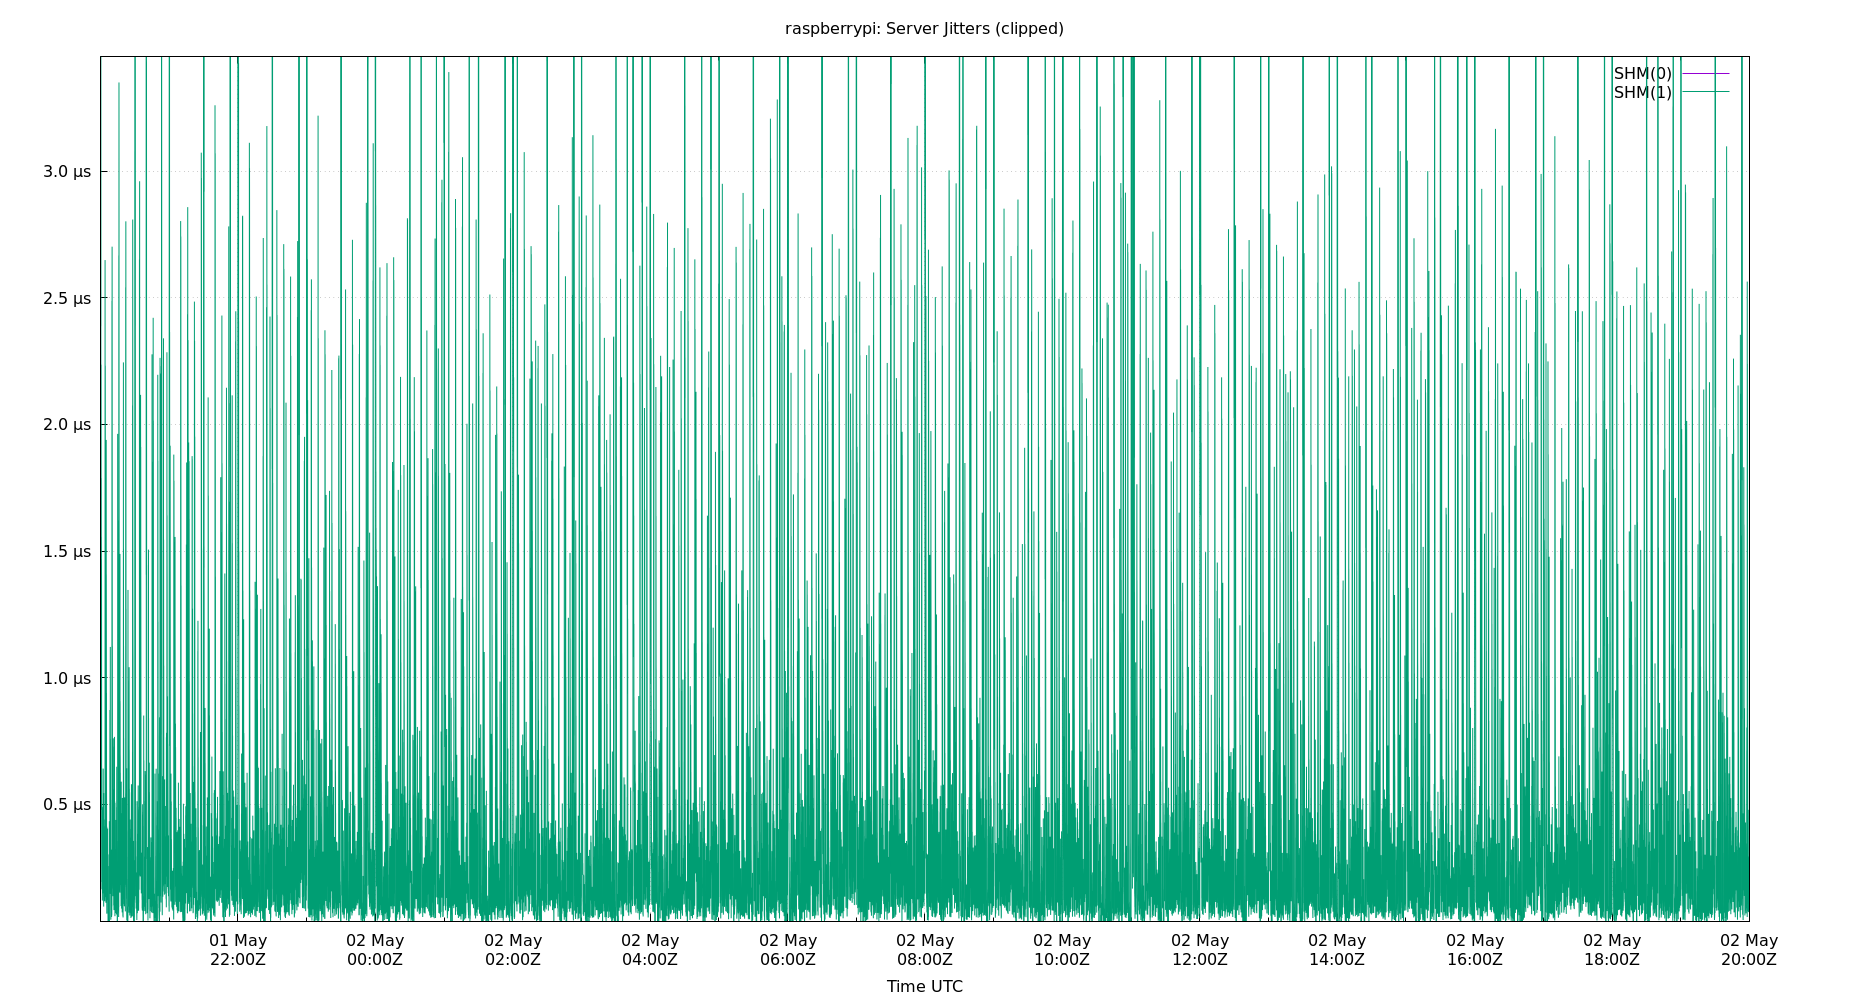 raspberrypi: Server Jitters (clipped)
SHM(0)
SHM(1)
3.0 µs
2.5 µs
2.0 µs
1.5 µs
1.0 µs
0.5 µs
01 May 02 May 02 May 02 May 02 May 02 May 02 May 02 May 02 May 02 May 02 May 02 May
22:00Z 00:00Z 02:00Z 04:00Z 06:00Z 08:00Z 10:00Z 12:00Z 14:00Z 16:00Z 18:00Z 20:00Z
Time UTC